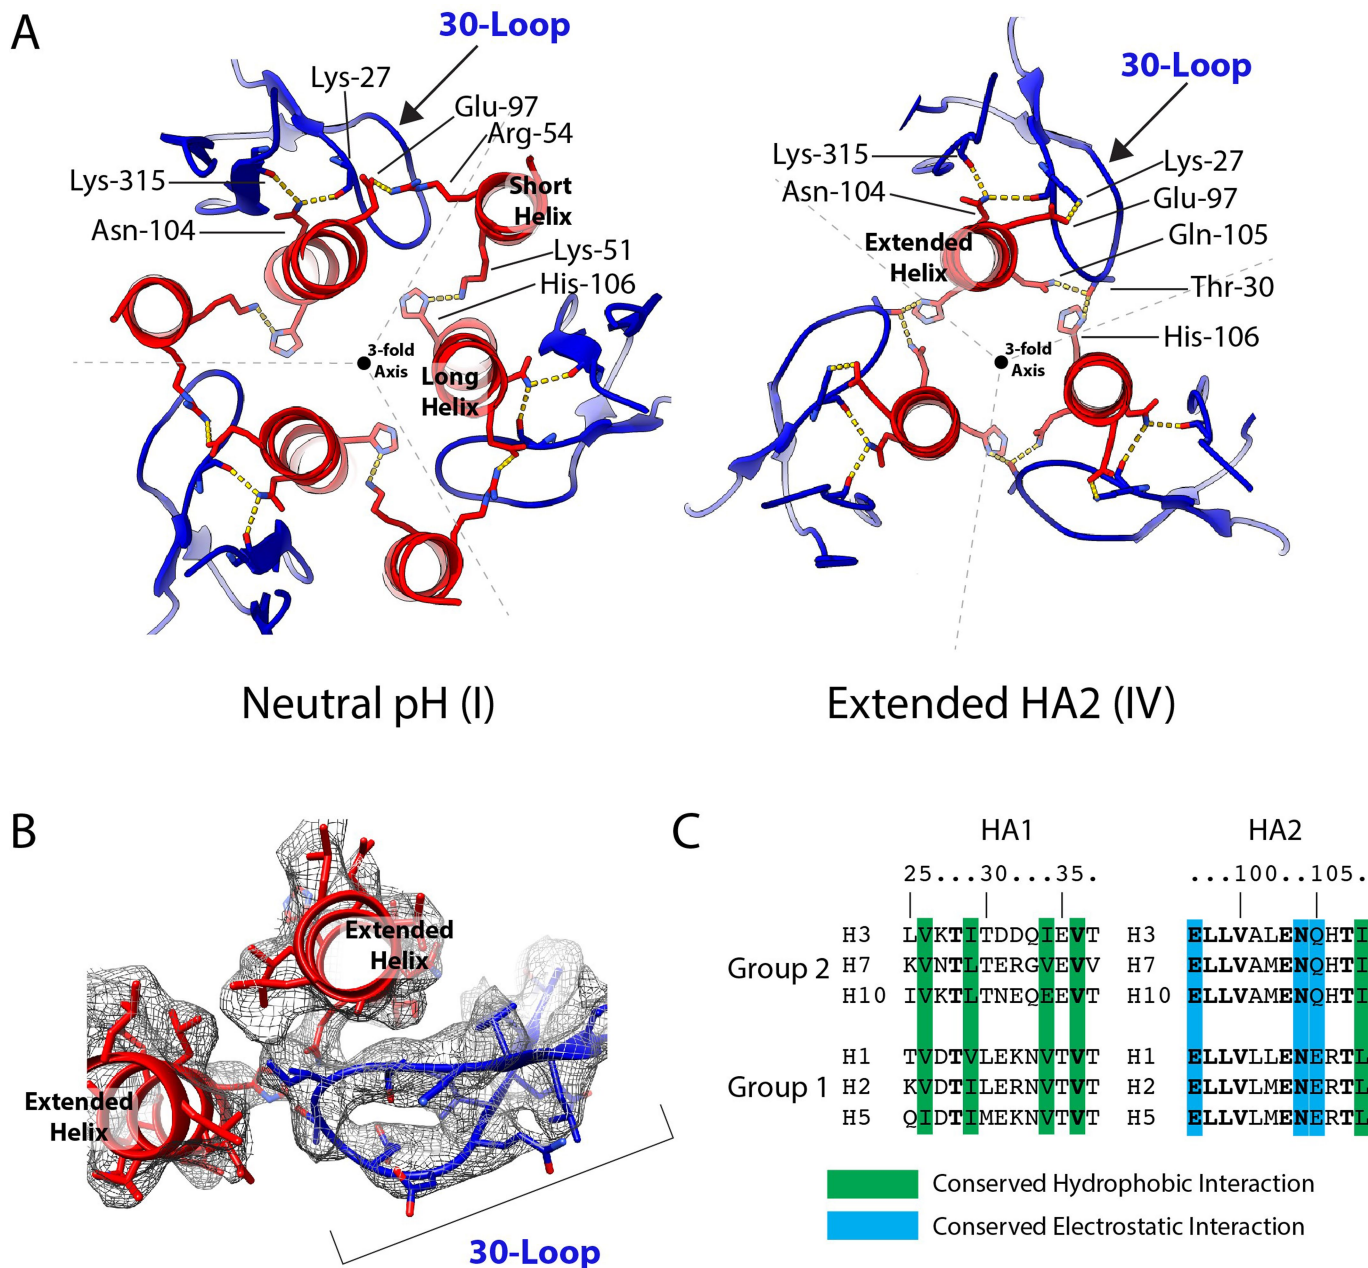 A
30-Loop
Lys-27
Glu-97
Arg-54
Lys-315
Short
Helix
Asn-104
Lys-51
His-106
3-fold
Axis
Long
Helix
Neutral pH (I)
30-Loop
Lys-315
Lys-27
Asn-104
Glu-97
Gln-105
Extended
Helix
Thr-30
His-106
3-fold
Axis
Extended HA2 (IV)
B
Extended
Helix
Extended
Helix
30-Loop
C
HA1 HA2
25...30...35. ...100...105.
H3 LVKTITDDQIEVT H3 ELLVALENQHTI
Group 2
H7 KVNTLTERGVEVV H7 ELLVAMENQHTI
H10 IVKTLTNEQEEVT H10 ELLVAMENQHTI
H1 TVDTVLEKNVTVT H1 ELLVLLENERTL
Group 1
H2 KVDTILERNVTVT H2 ELLVLMENERTL
H5 QIDTIMEKNVTVT H5 ELLVLMENERTL
Conserved Hydrophobic Interaction
Conserved Electrostatic Interaction